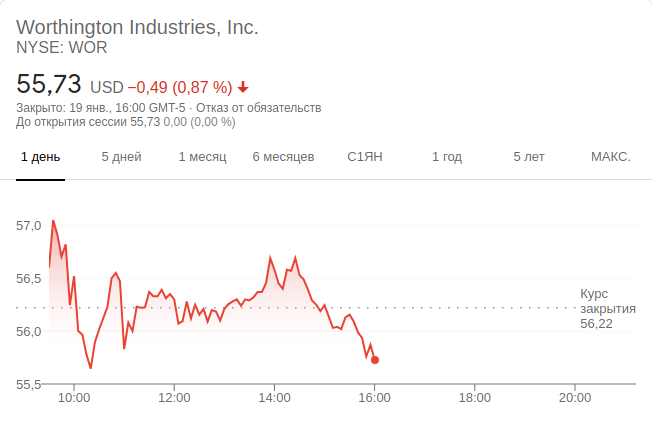 Worthington Industries, Inc.
NYSE: WOR
55,73 USD −0,49 (0,87 %)
Закрыто: 19 янв., 16:00 GMT-5 · Отказ от обязательств
До открытия сессии 55,73 0,00 (0,00 %)
1 день 5 дней 1 месяц 6 месяцев С1ЯН 1 год 5 лет МАКС.
57,0
56,5
Курс
закрытия
56,22
56,0
55,5
10:00 12:00 14:00 16:00 18:00 20:00